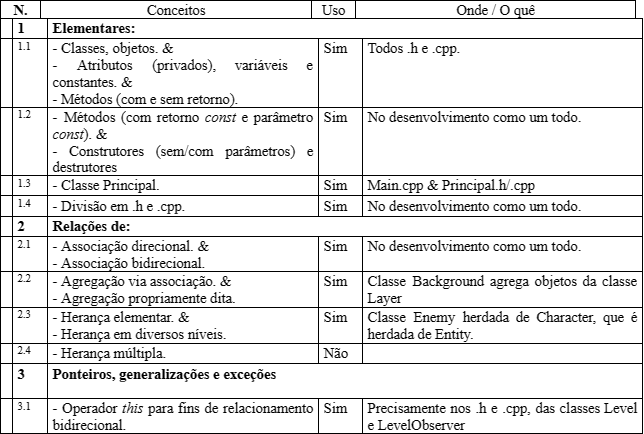 N. Conceitos Uso Onde / O quê
1 Elementares:
1.1 - Classes, objetos. & Sim Todos .h e .cpp.
- Atributos (privados), variáveis e
constantes. &
- Métodos (com e sem retorno).
1.2 - Métodos (com retorno const e parâmetro Sim No desenvolvimento como um todo.
const). &
- Construtores (sem/com parâmetros) e
destrutores
1.3 - Classe Principal. Sim Main.cpp & Principal.h/.cpp
1.4 - Divisão em .h e .cpp. Sim No desenvolvimento como um todo.
2 Relações de:
2.1 - Associação direcional. & Sim No desenvolvimento como um todo.
- Associação bidirecional.
2.2 - Agregação via associação. & Sim Classe Background agrega objetos da classe
- Agregação propriamente dita. Layer
2.3 - Herança elementar. & Sim Classe Enemy herdada de Character, que é
- Herança em diversos níveis. herdada de Entity.
2.4 - Herança múltipla. Não
3 Ponteiros, generalizações e exceções
3.1 - Operador this para fins de relacionamento Sim Precisamente nos .h e .cpp, das classes Level
bidirecional. e LevelObserver